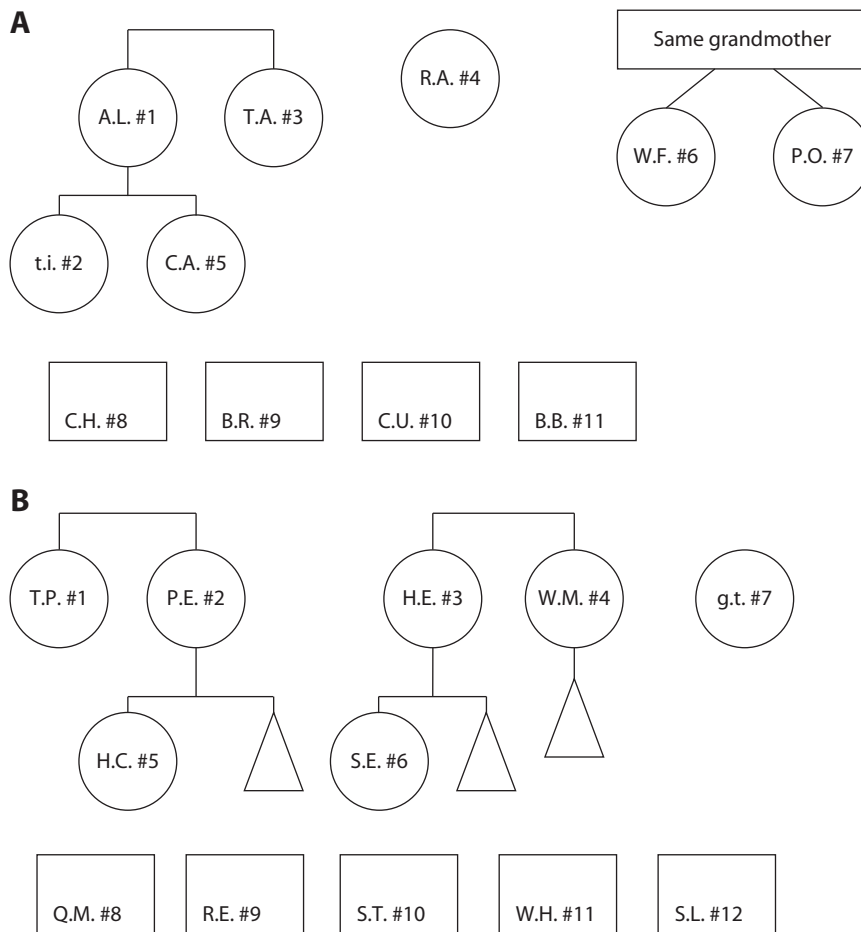 A
Same grandmother
A.L. #1
T.A. #3
R.A. #4
W.F. #6
P.O. #7
t.i. #2
C.A. #5
C.H. #8
B.R. #9
C.U. #10
B.B. #11
B
T.P. #1
P.E. #2
H.E. #3
W.M. #4
g.t. #7
H.C. #5
S.E. #6
Q.M. #8
R.E. #9
S.T. #10
W.H. #11
S.L. #12